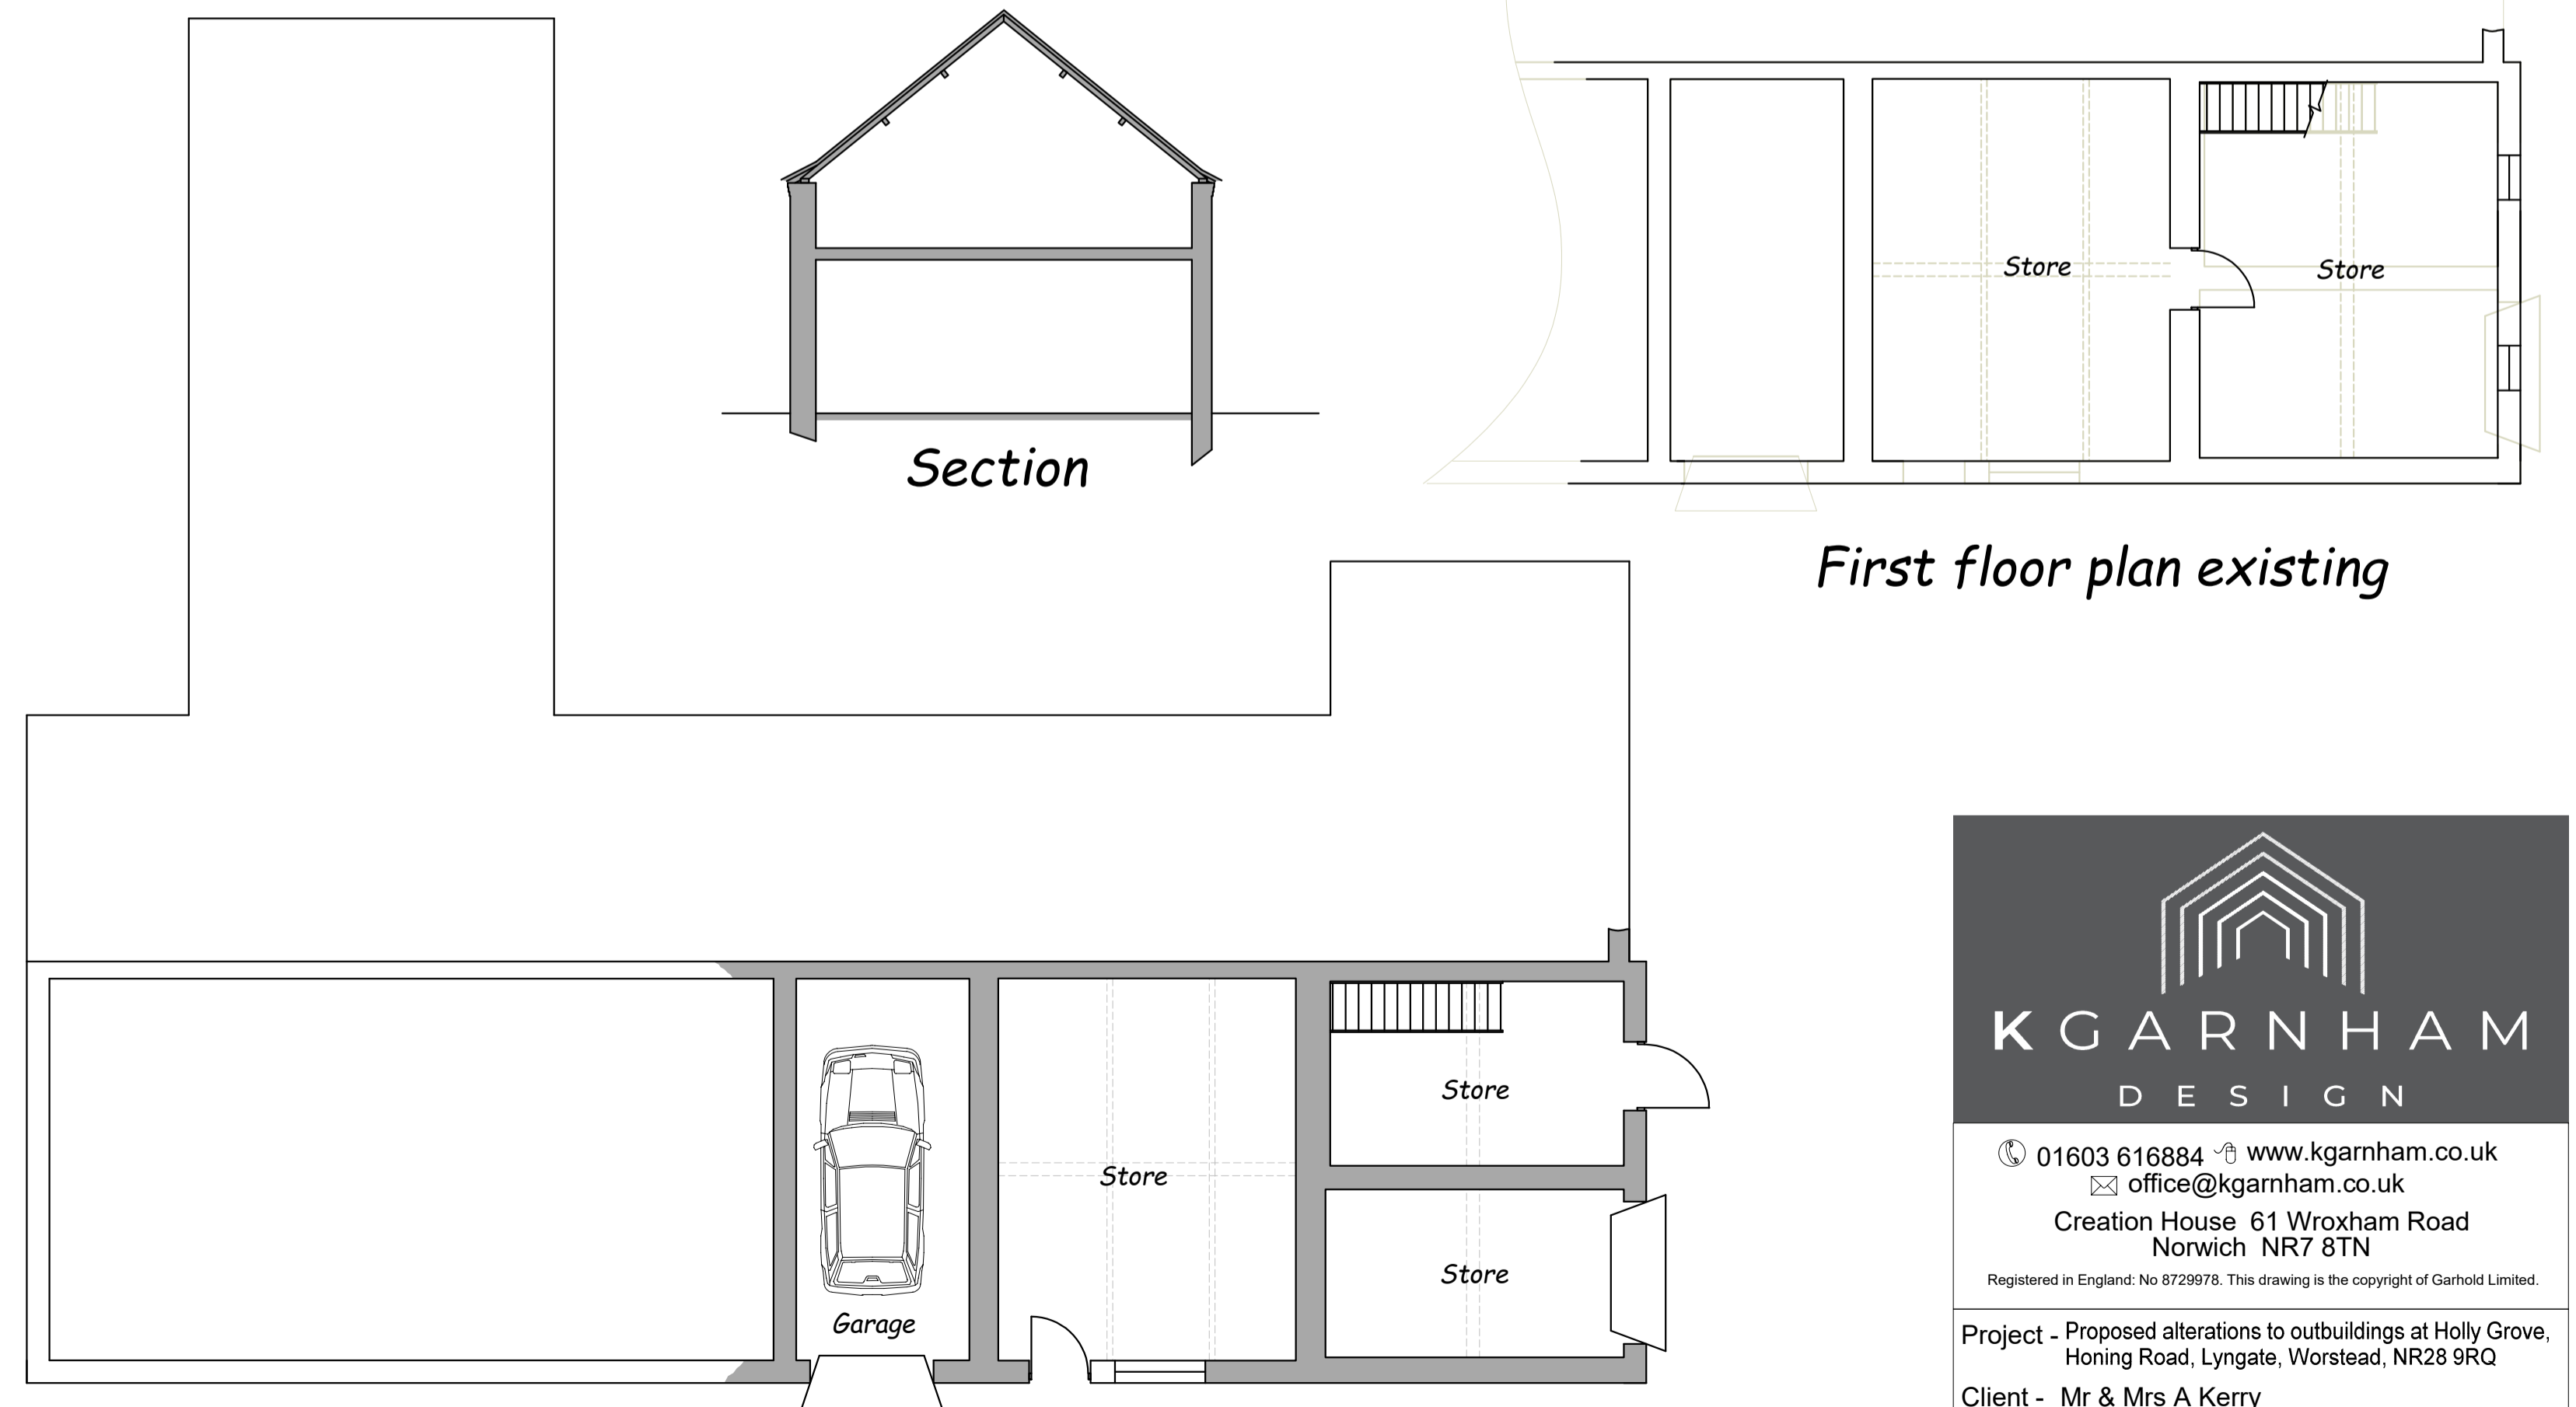 Section
Store
Store
First floor plan existing
Store
Store
Store
Garage
K GARNHAM
DESIGN
01603 616884 www.kgarnham.co.uk
office@kgarnham.co.uk
Creation House 61 Wroxham Road
Norwich NR7 8TN
Registered in England: No 8729978. This drawing is the copyright of Garhold Limited.
Project - Proposed alterations to outbuildings at Holly Grove,
Honing Road, Lyngate, Worstead, NR28 9RQ
Client - Mr & Mrs A Kerry